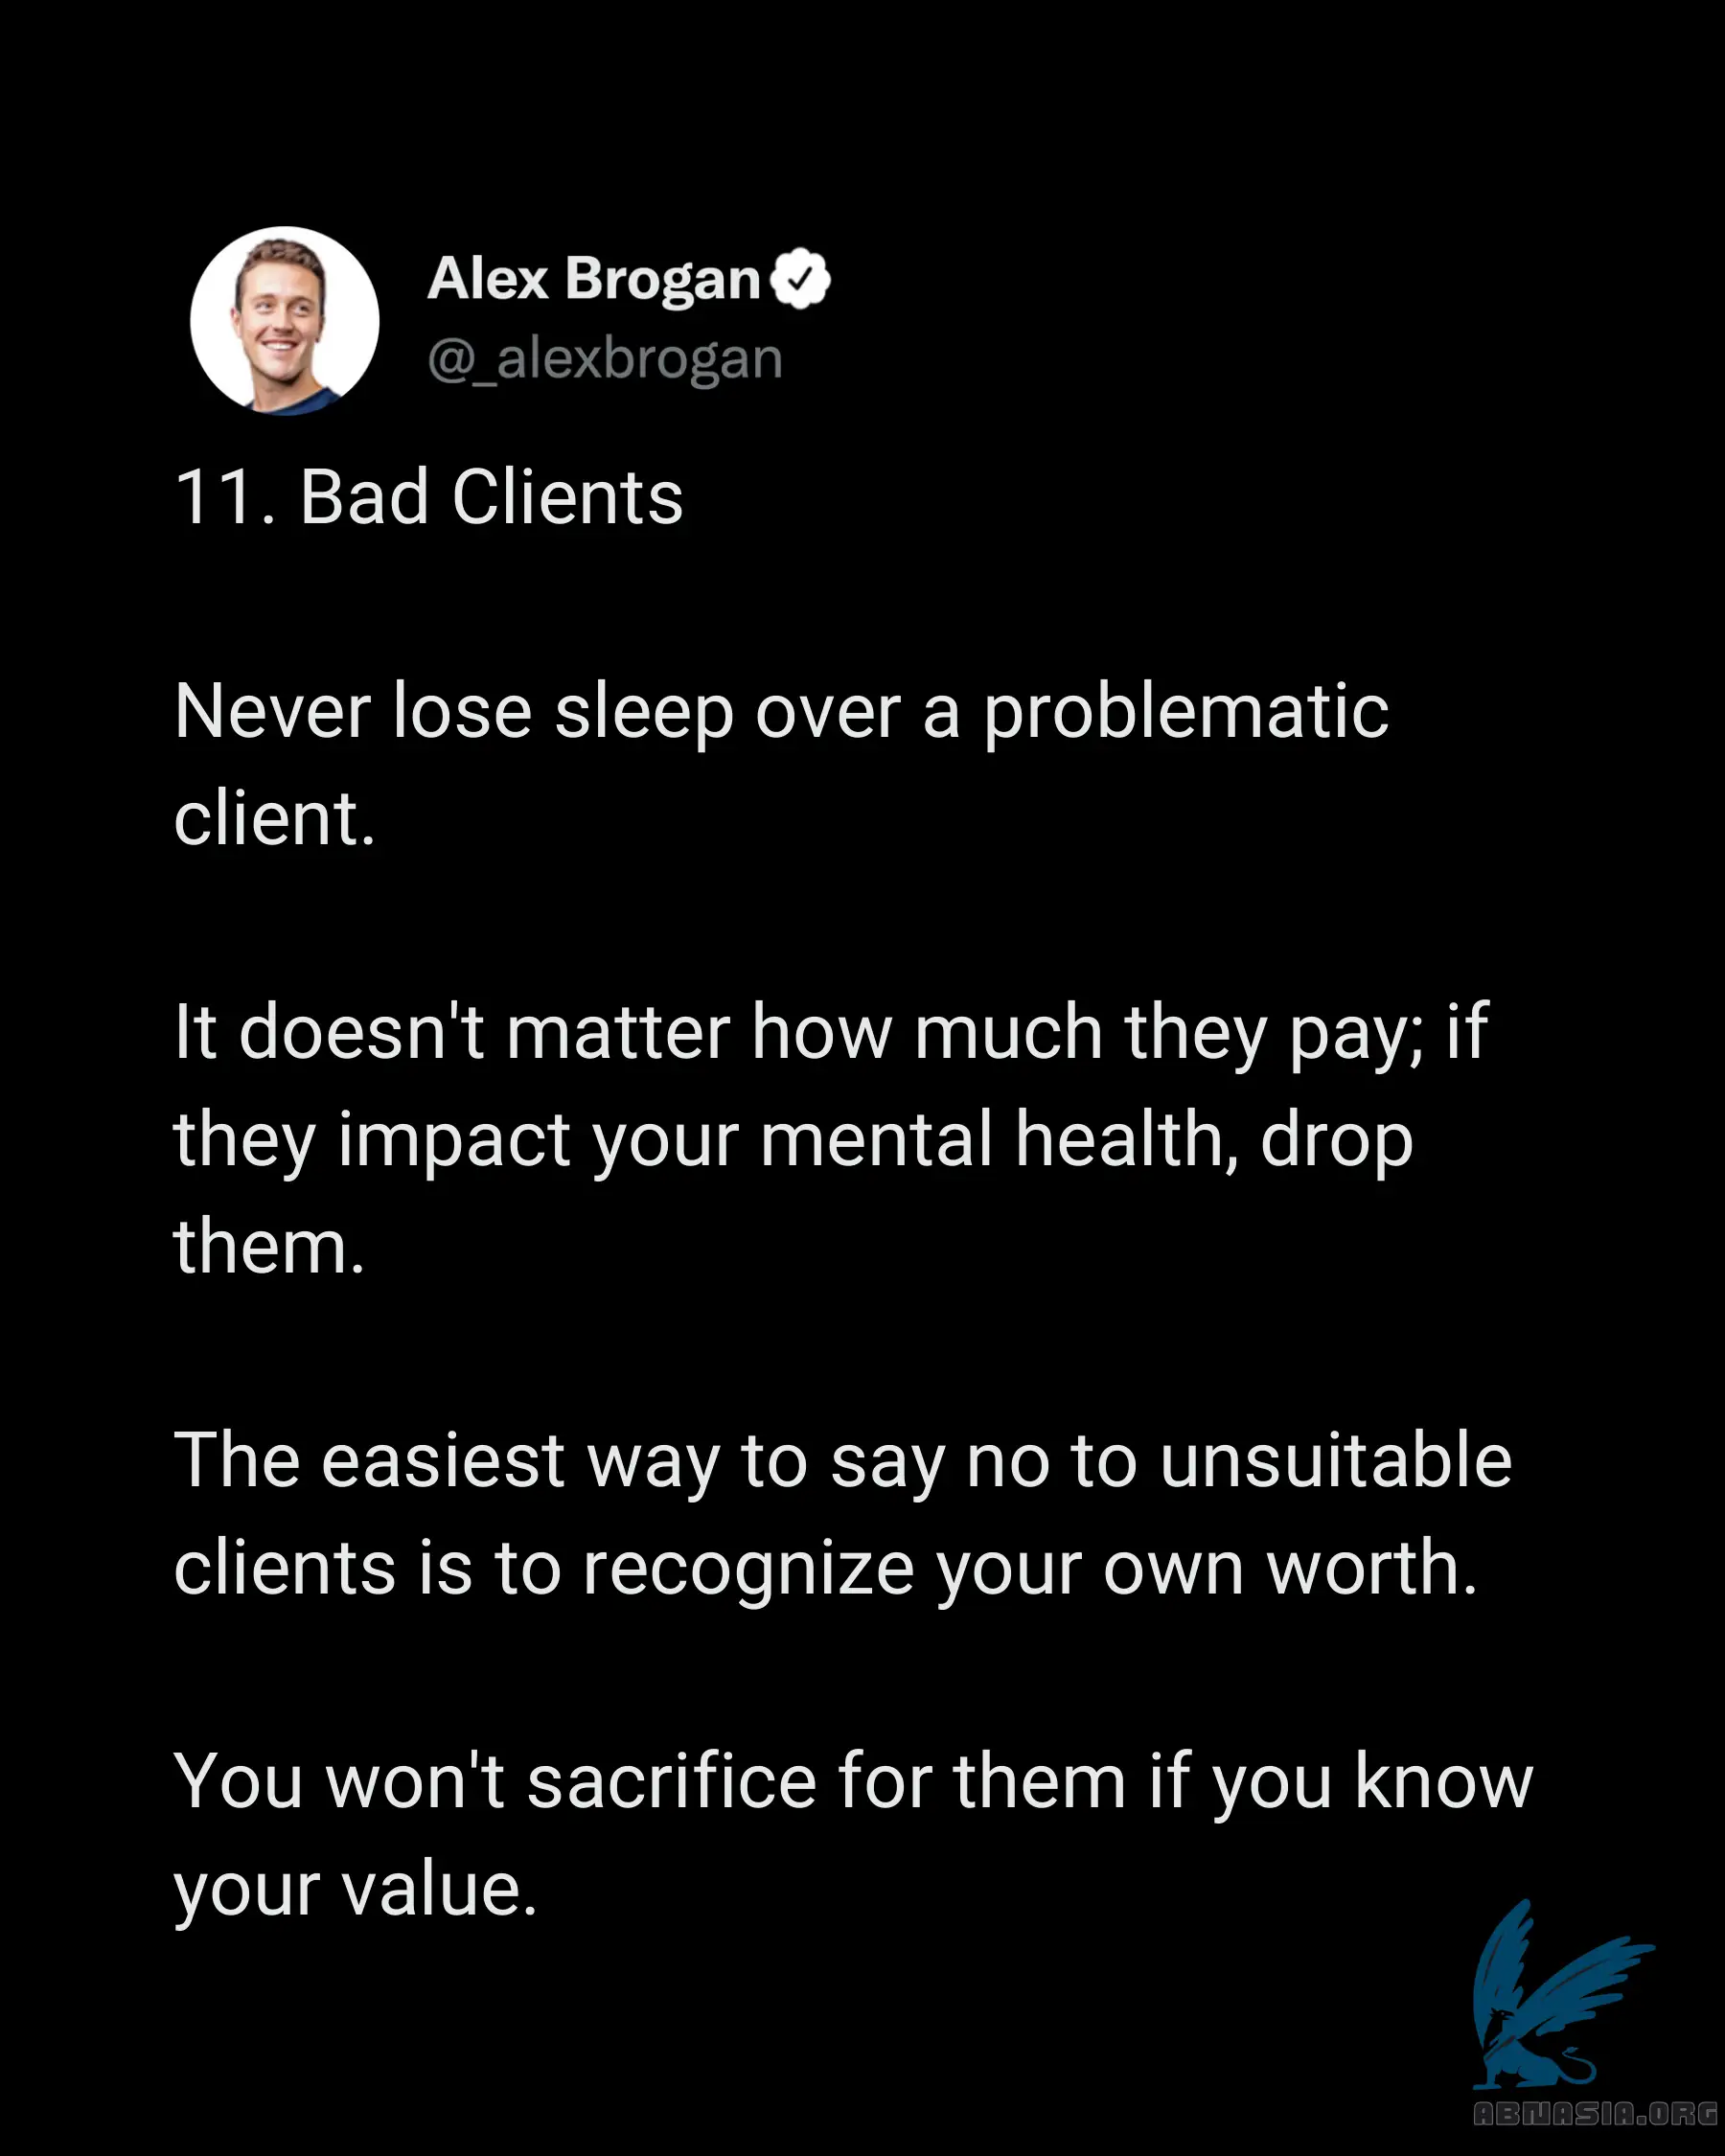 Alex Brogan
@_alexbrogan
11. Bad Clients
Never lose sleep over a problematic
client.
It doesn't matter how much they pay; if
they impact your mental health, drop
them.
The easiest way to say no to unsuitable
clients is to recognize your own worth.
You won't sacrifice for them if you know
your value.
ABNASIA.ORG